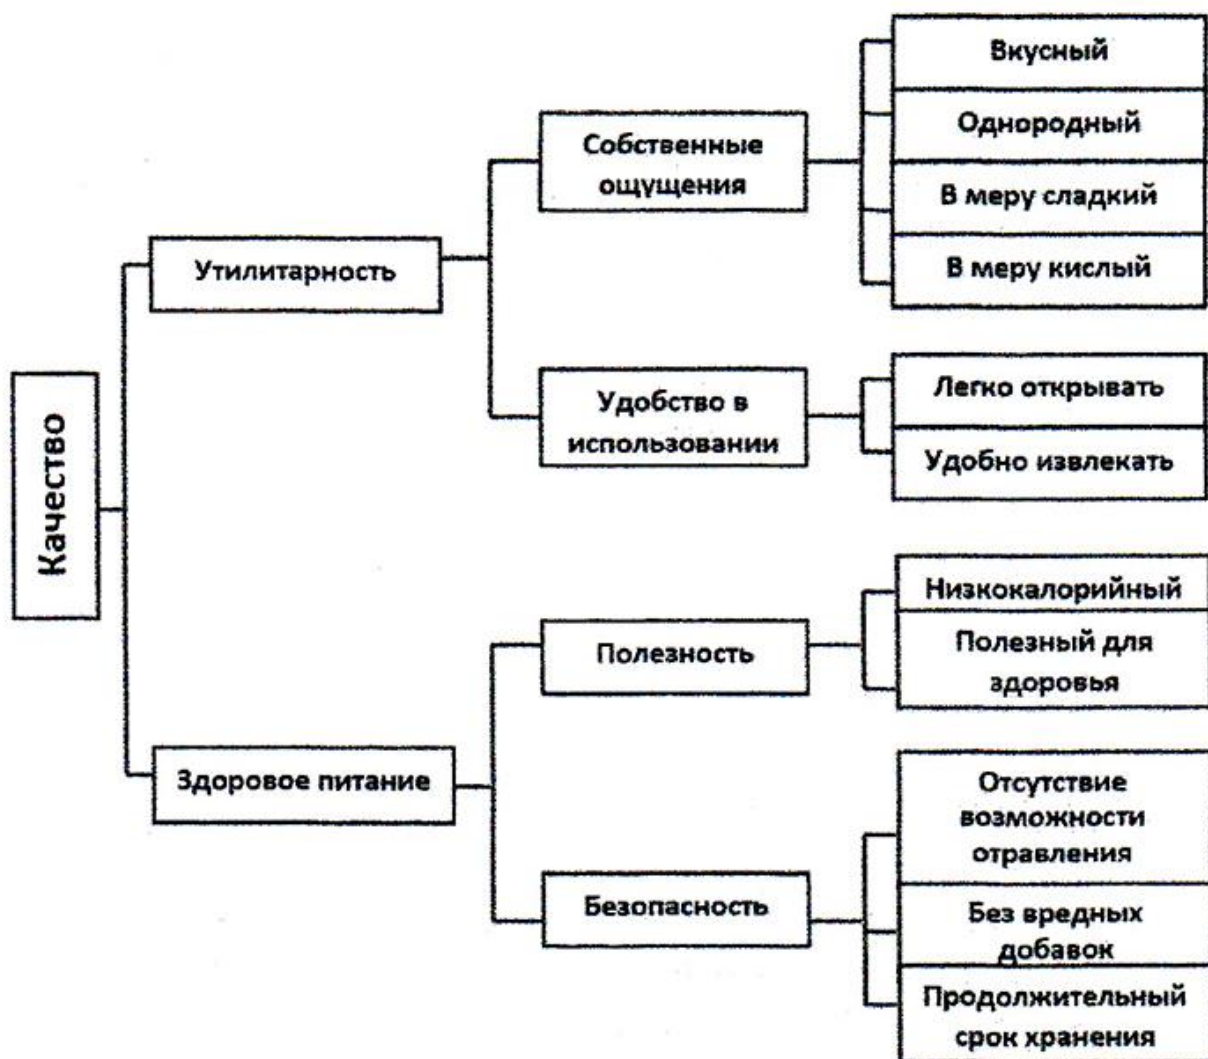 Качество
Утилитарность
Здоровое питание
Собственные
ощущения
Удобство в
использовании
Полезность
Безопасность
Вкусный
Однородный
В меру сладкий
В меру кислый
Легко открывать
Удобно извлекать
Низкокалорийный
Полезный для
здоровья
Отсутствие
возможности
отравления
Без вредных
добавок
Продолжительный
срок хранения